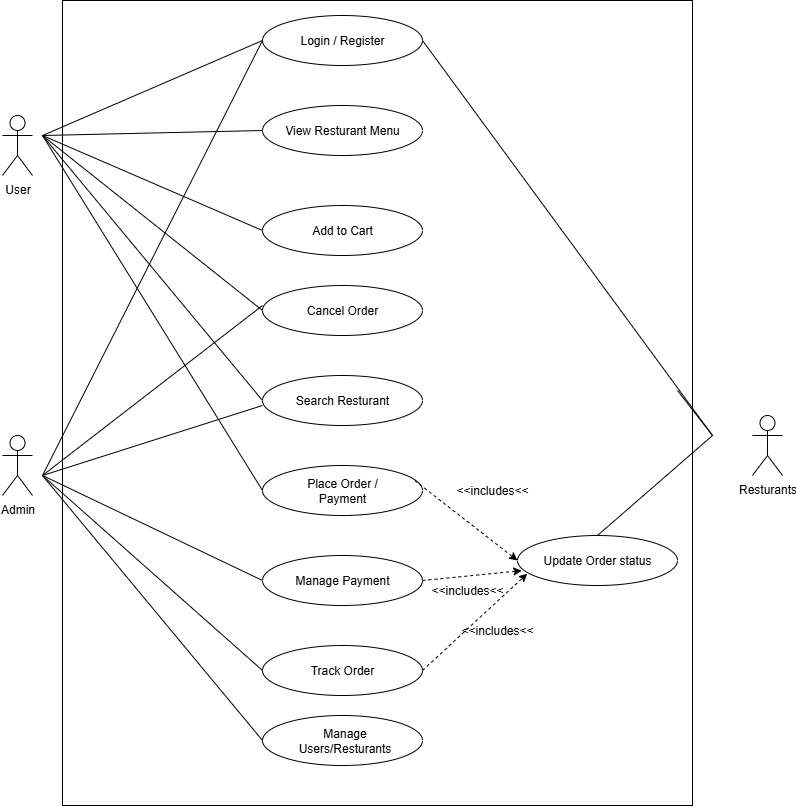 Login / Register
View Resturant Menu
User
Add to Cart
Cancel Order
Search Resturant
Place Order /
Payment
<<includes<<
Resturants
Admin
Update Order status
Manage Payment
<<includes<<
<<includes<<
Track Order
Manage
Users/Resturants